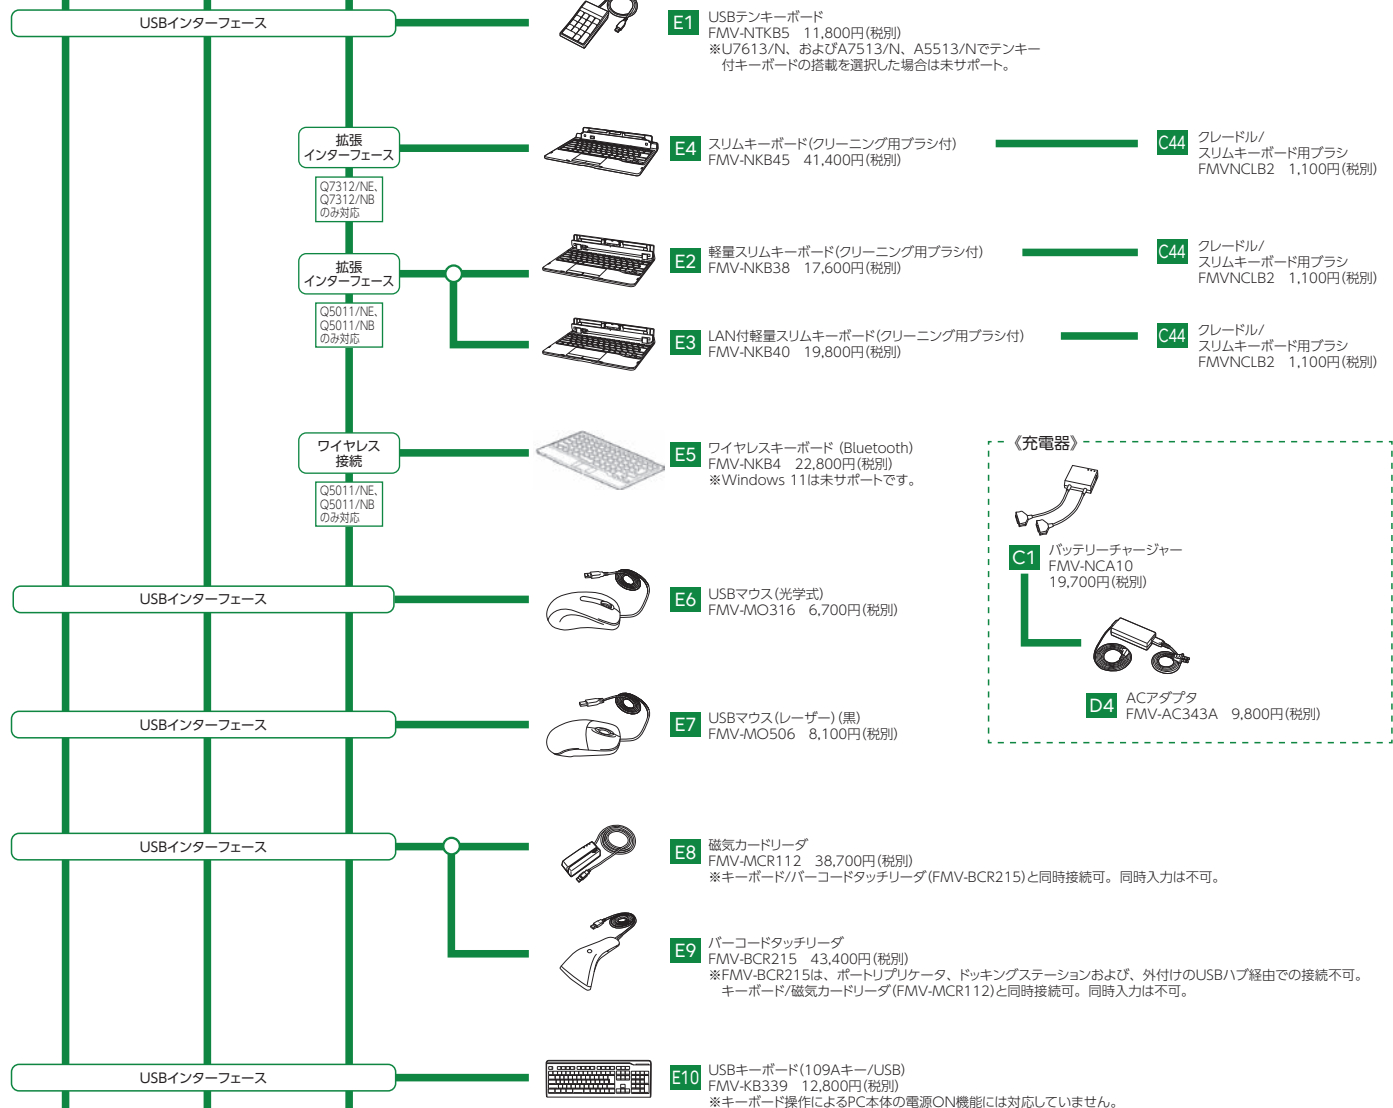 USBインターフェース
E1 USBテンキーボード
FMV-NTKB5 11,800円(税別)
※U7613/N、およびA7513/N、A5513/Nでテンキー
付キーボードの搭載を選択した場合は未サポート。
拡張
インターフェース
Q7312/NE、
Q7312/NB
のみ対応
E4 スリムキーボード(クリーニング用ブラシ付)
FMV-NKB45 41,400円(税別)
C44 クレードル/
スリムキーボード用ブラシ
FMVNCLB2 1,100円(税別)
拡張
インターフェース
Q5011/NE、
Q5011/NB
のみ対応
E2 軽量スリムキーボード(クリーニング用ブラシ付)
FMV-NKB38 17,600円(税別)
C44 クレードル/
スリムキーボード用ブラシ
FMVNCLB2 1,100円(税別)
E3 LAN付軽量スリムキーボード(クリーニング用ブラシ付)
FMV-NKB40 19,800円(税別)
C44 クレードル/
スリムキーボード用ブラシ
FMVNCLB2 1,100円(税別)
ワイヤレス
接続
Q5011/NE、
Q5011/NB
のみ対応
E5 ワイヤレスキーボード (Bluetooth)
FMV-NKB4 22,800円(税別)
※Windows 11は未サポートです。
《充電器》
C1 バッテリーチャージャー
FMV-NCA10
19,700円(税別)
D4 ACアダプタ
FMV-AC343A 9,800円(税別)
USBインターフェース
E6 USBマウス(光学式)
FMV-MO316 6,700円(税別)
USBインターフェース
E7 USBマウス(レーザー)(黒)
FMV-MO506 8,100円(税別)
USBインターフェース
E8 磁気カードリーダ
FMV-MCR112 38,700円(税別)
※キーボード/バーコードタッチリーダ(FMV-BCR215)と同時接続可。同時入力は不可。
E9 バーコードタッチリーダ
FMV-BCR215 43,400円(税別)
※FMV-BCR215は、ポートリプリケータ、ドッキングステーションおよび、外付けのUSBハブ経由での接続不可。
キーボード/磁気カードリーダ(FMV-MCR112)と同時接続可。同時入力は不可。
USBインターフェース
E10 USBキーボード(109Aキー/USB)
FMV-KB339 12,800円(税別)
※キーボード操作によるPC本体の電源ON機能には対応していません。